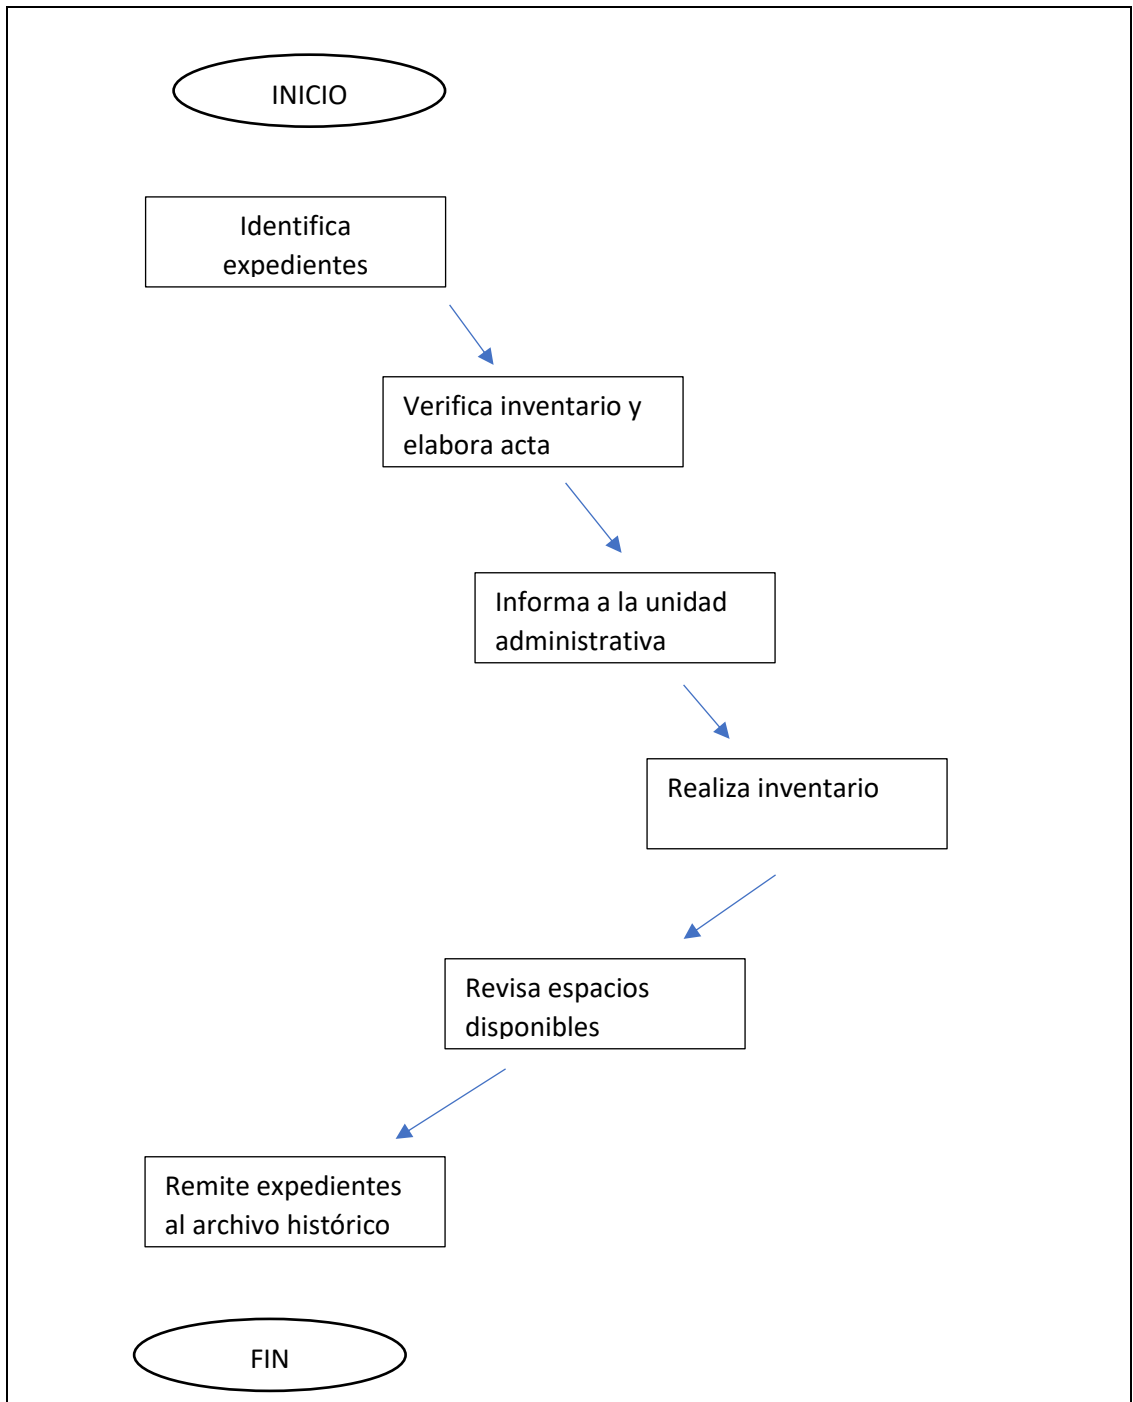 INICIO
Identifica
expedientes
Verifica inventario y
elabora acta
Informa a la unidad
administrativa
Realiza inventario
Revisa espacios
disponibles
Remite expedientes
al archivo histórico
FIN